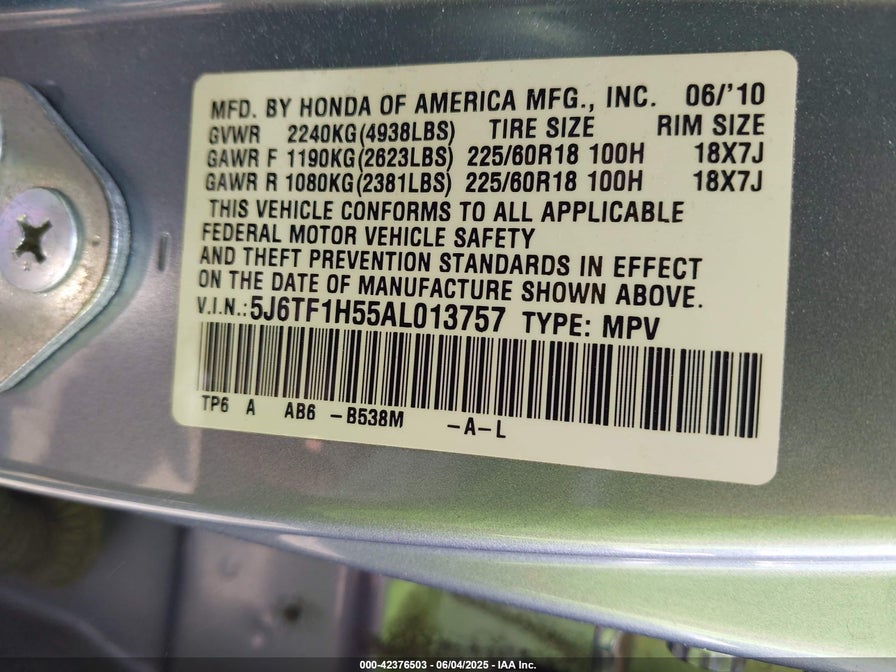 MFD. BY HONDA OF AMERICA MFG., INC. 06/'10
GVWR 2240KG(4938LBS) TIRE SIZE RIM SIZE
GAWR F 1190KG(2623LBS) 225/60R18 100H 18X7J
GAWR R 1080KG(2381LBS) 225/60R18 100H 18X7J
THIS VEHICLE CONFORMS TO ALL APPLICABLE
FEDERAL MOTOR VEHICLE SAFETY
AND THEFT PREVENTION STANDARDS IN EFFECT
ON THE DATE OF MANUFACTURE SHOWN ABOVE.
V.I.N.:5J6TF1H55AL013757 TYPE: MPV
TP6 A AB6 -B538M -A-L
000-42376503 - 06/04/2025 - IAA Inc.